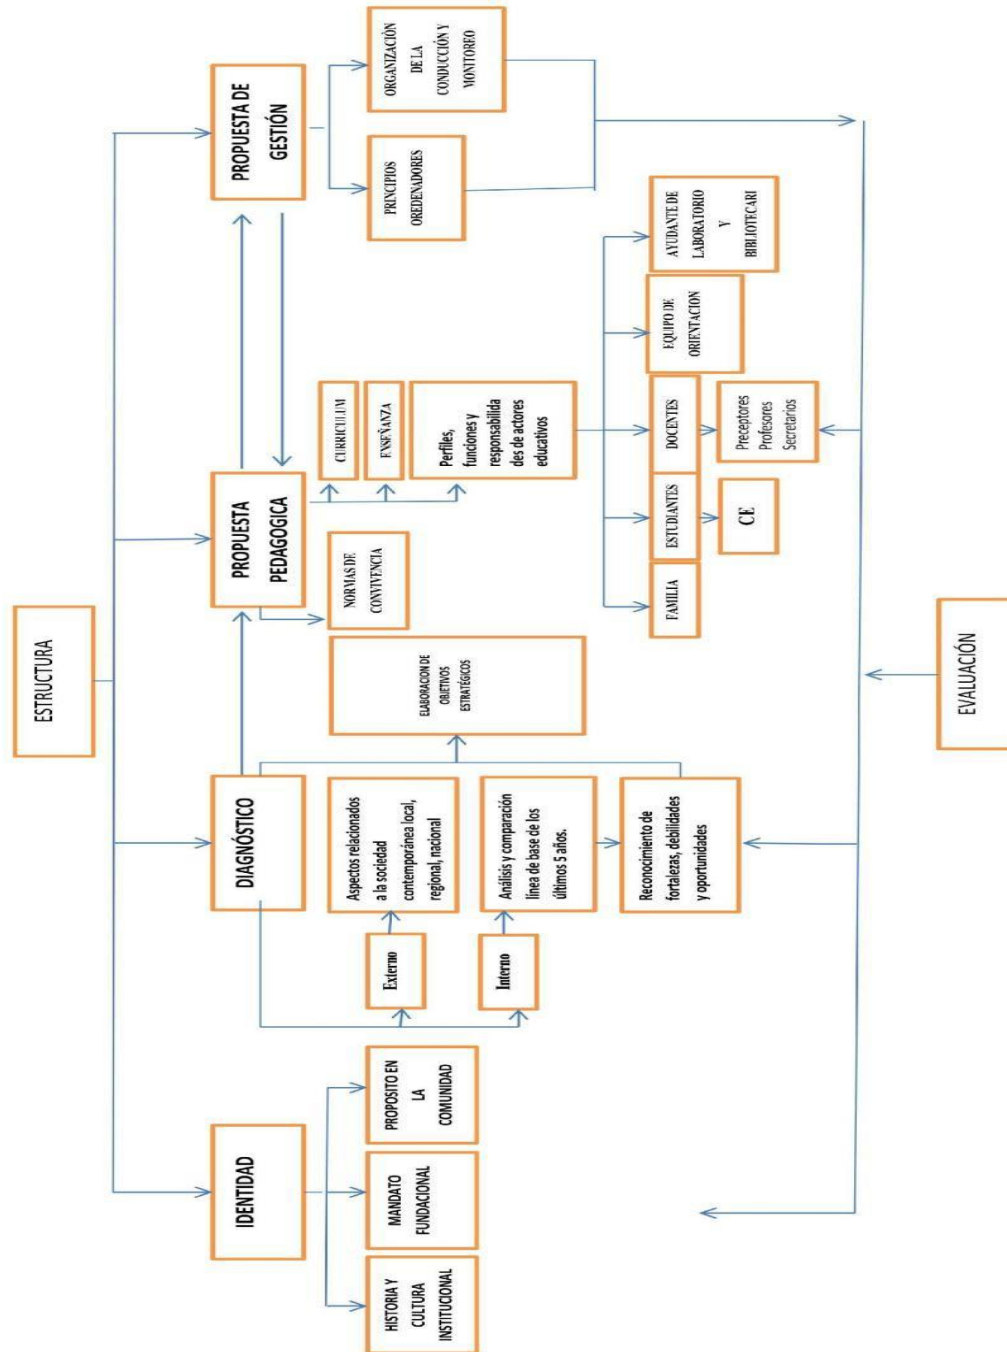 ESTRUCTURA
IDENTIDAD
DIAGNÓSTICO
PROPUESTA
PEDAGOGICA
PROPUESTA DE
GESTIÓN
HISTORIA Y
CULTURA
INSTITUCIONAL
MANDATO
FUNDACIONAL
PROPOSITO EN
LA
COMUNIDAD
Externo
Aspectos relacionados
a la sociedad
contemporánea local,
regional, nacional
Interno
Análisis y comparación
línea de base de los
últimos 5 años.
Reconocimiento de
fortalezas, debilidades
y oportunidades
ELABORACION DE
OBJETIVOS
ESTRATÉGICOS
NORMAS DE
CONVIVENCIA
CURRICULUM
ENSEÑANZA
Perfiles,
funciones y
responsabilida
des de actores
educativos
PRINCIPIOS
OREDENADORES
ORGANIZACIÓN
DE LA
CONDUCCIÓN Y
MONITOREO
FAMILIA
ESTUDIANTES
DOCENTES
EQUIPO DE
ORIENTACION
AYUDANTE DE
LABORATORIO
Y
BIBLIOTECARI
CE
Preceptores
Profesores
Secretarios
EVALUACIÓN